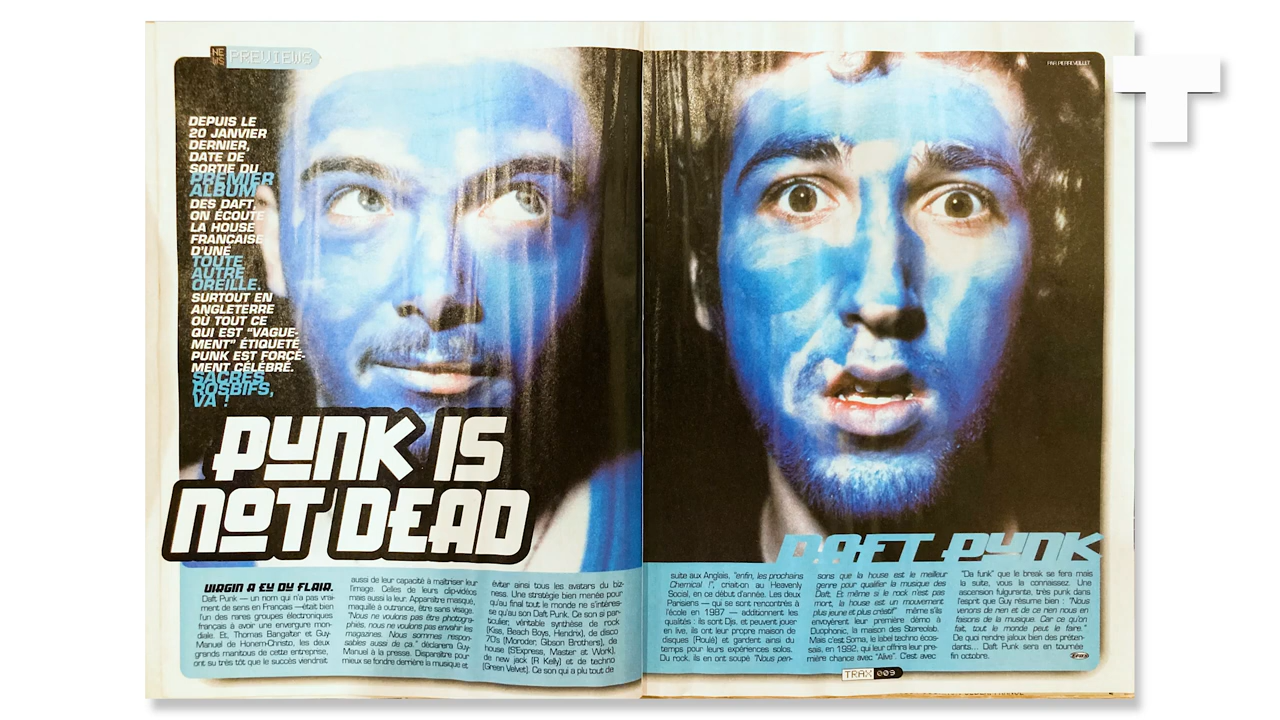 NEWS
PREVIEWS
PAR PIERRE VEILLET
DEPUIS LE
20 JANVIER
DERNIER,
DATE DE
SORTIE DU
PREMIER
ALBUM
DES DAFT,
ON ÉCOUTE
LA HOUSE
FRANÇAISE
D'UNE
TOUTE
AUTRE
OREILLE.
SURTOUT EN
ANGLETERRE
OÙ TOUT CE
QUI EST "VAGUE-
MENT" ÉTIQUETÉ
PUNK EST FORCÉ-
MENT CÉLÉBRÉ.
SACRÉS
ROSBIFS,
VA !
PUNK IS
NOT DEAD
DAFT PUNK
VIRGIN A EU DU FLAIR.
Daft Punk — un nom qui n'a pas vrai-
ment de sens en Français —était bien
l'un des rares groupes électroniques
français à avoir une envergure mon-
diale. Et, Thomas Bangalter et Guy-
Manuel de Honem-Christo, les deux
grands manitous de cette entreprise,
ont su très tôt que le succès viendrait
aussi de leur capacité à maîtriser leur
l'image. Celles de leurs clip-vidéos
mais aussi la leur. Apparaître masqué,
maquillé à outrance, être sans visage.
"Nous ne voulons pas être photogra-
phiés, nous ne voulons pas envahir les
magazines. Nous sommes respon-
sables aussi de ça." déclarera Guy-
Manuel à la presse. Disparaître pour
mieux se fondre derrière la musique et
éviter ainsi tous les avatars du biz-
ness. Une stratégie bien menée pour
qu'au final tout le monde ne s'intéres-
se qu'au son Daft Punk. Ce son si par-
ticulier, véritable synthèse de rock
(Kiss, Beach Boys, Hendrix), de disco
70's (Moroder, Gibson Brothers), de
house (S'Express, Master at Work),
de new jack (R Kelly) et de techno
(Green Velvet). Ce son qui a plu tout de
suite aux Anglais, "enfin, les prochains
Chemical !", criait-on au Heavenly
Social, en ce début d'année. Les deux
Parisiens — qui se sont rencontrés à
l'école en 1987 — additionnent les
qualités : ils sont Djs, et peuvent jouer
en live, ils ont leur propre maison de
disques (Roulé) et gardent ainsi du
temps pour leurs expériences solos.
Du rock, ils en ont soupé "Nous pen-
sons que la house est le meilleur
genre pour qualifier la musique des
Daft. Et même si le rock n'est pas
mort, la house est un mouvement
plus jeune et plus créatif" même s'ils
envoyèrent leur première démo à
Duophonic, la maison des Stereolab.
Mais c'est Soma, le label techno écos-
sais, en 1992, qui leur offrira leur pre-
mière chance avec "Alive". C'est avec
"Da funk" que le break se fera mais
la suite, vous la connaissez. Une
ascension fulgurante, très punk dans
l'esprit que Guy résume bien : "Nous
venons de rien et de ce rien nous en
faisons de la musique. Car ce qu'on
fait, tout le monde peut le faire."
De quoi rendre jaloux bien des préten-
dants... Daft Punk sera en tournée
fin octobre.
TRAX 009